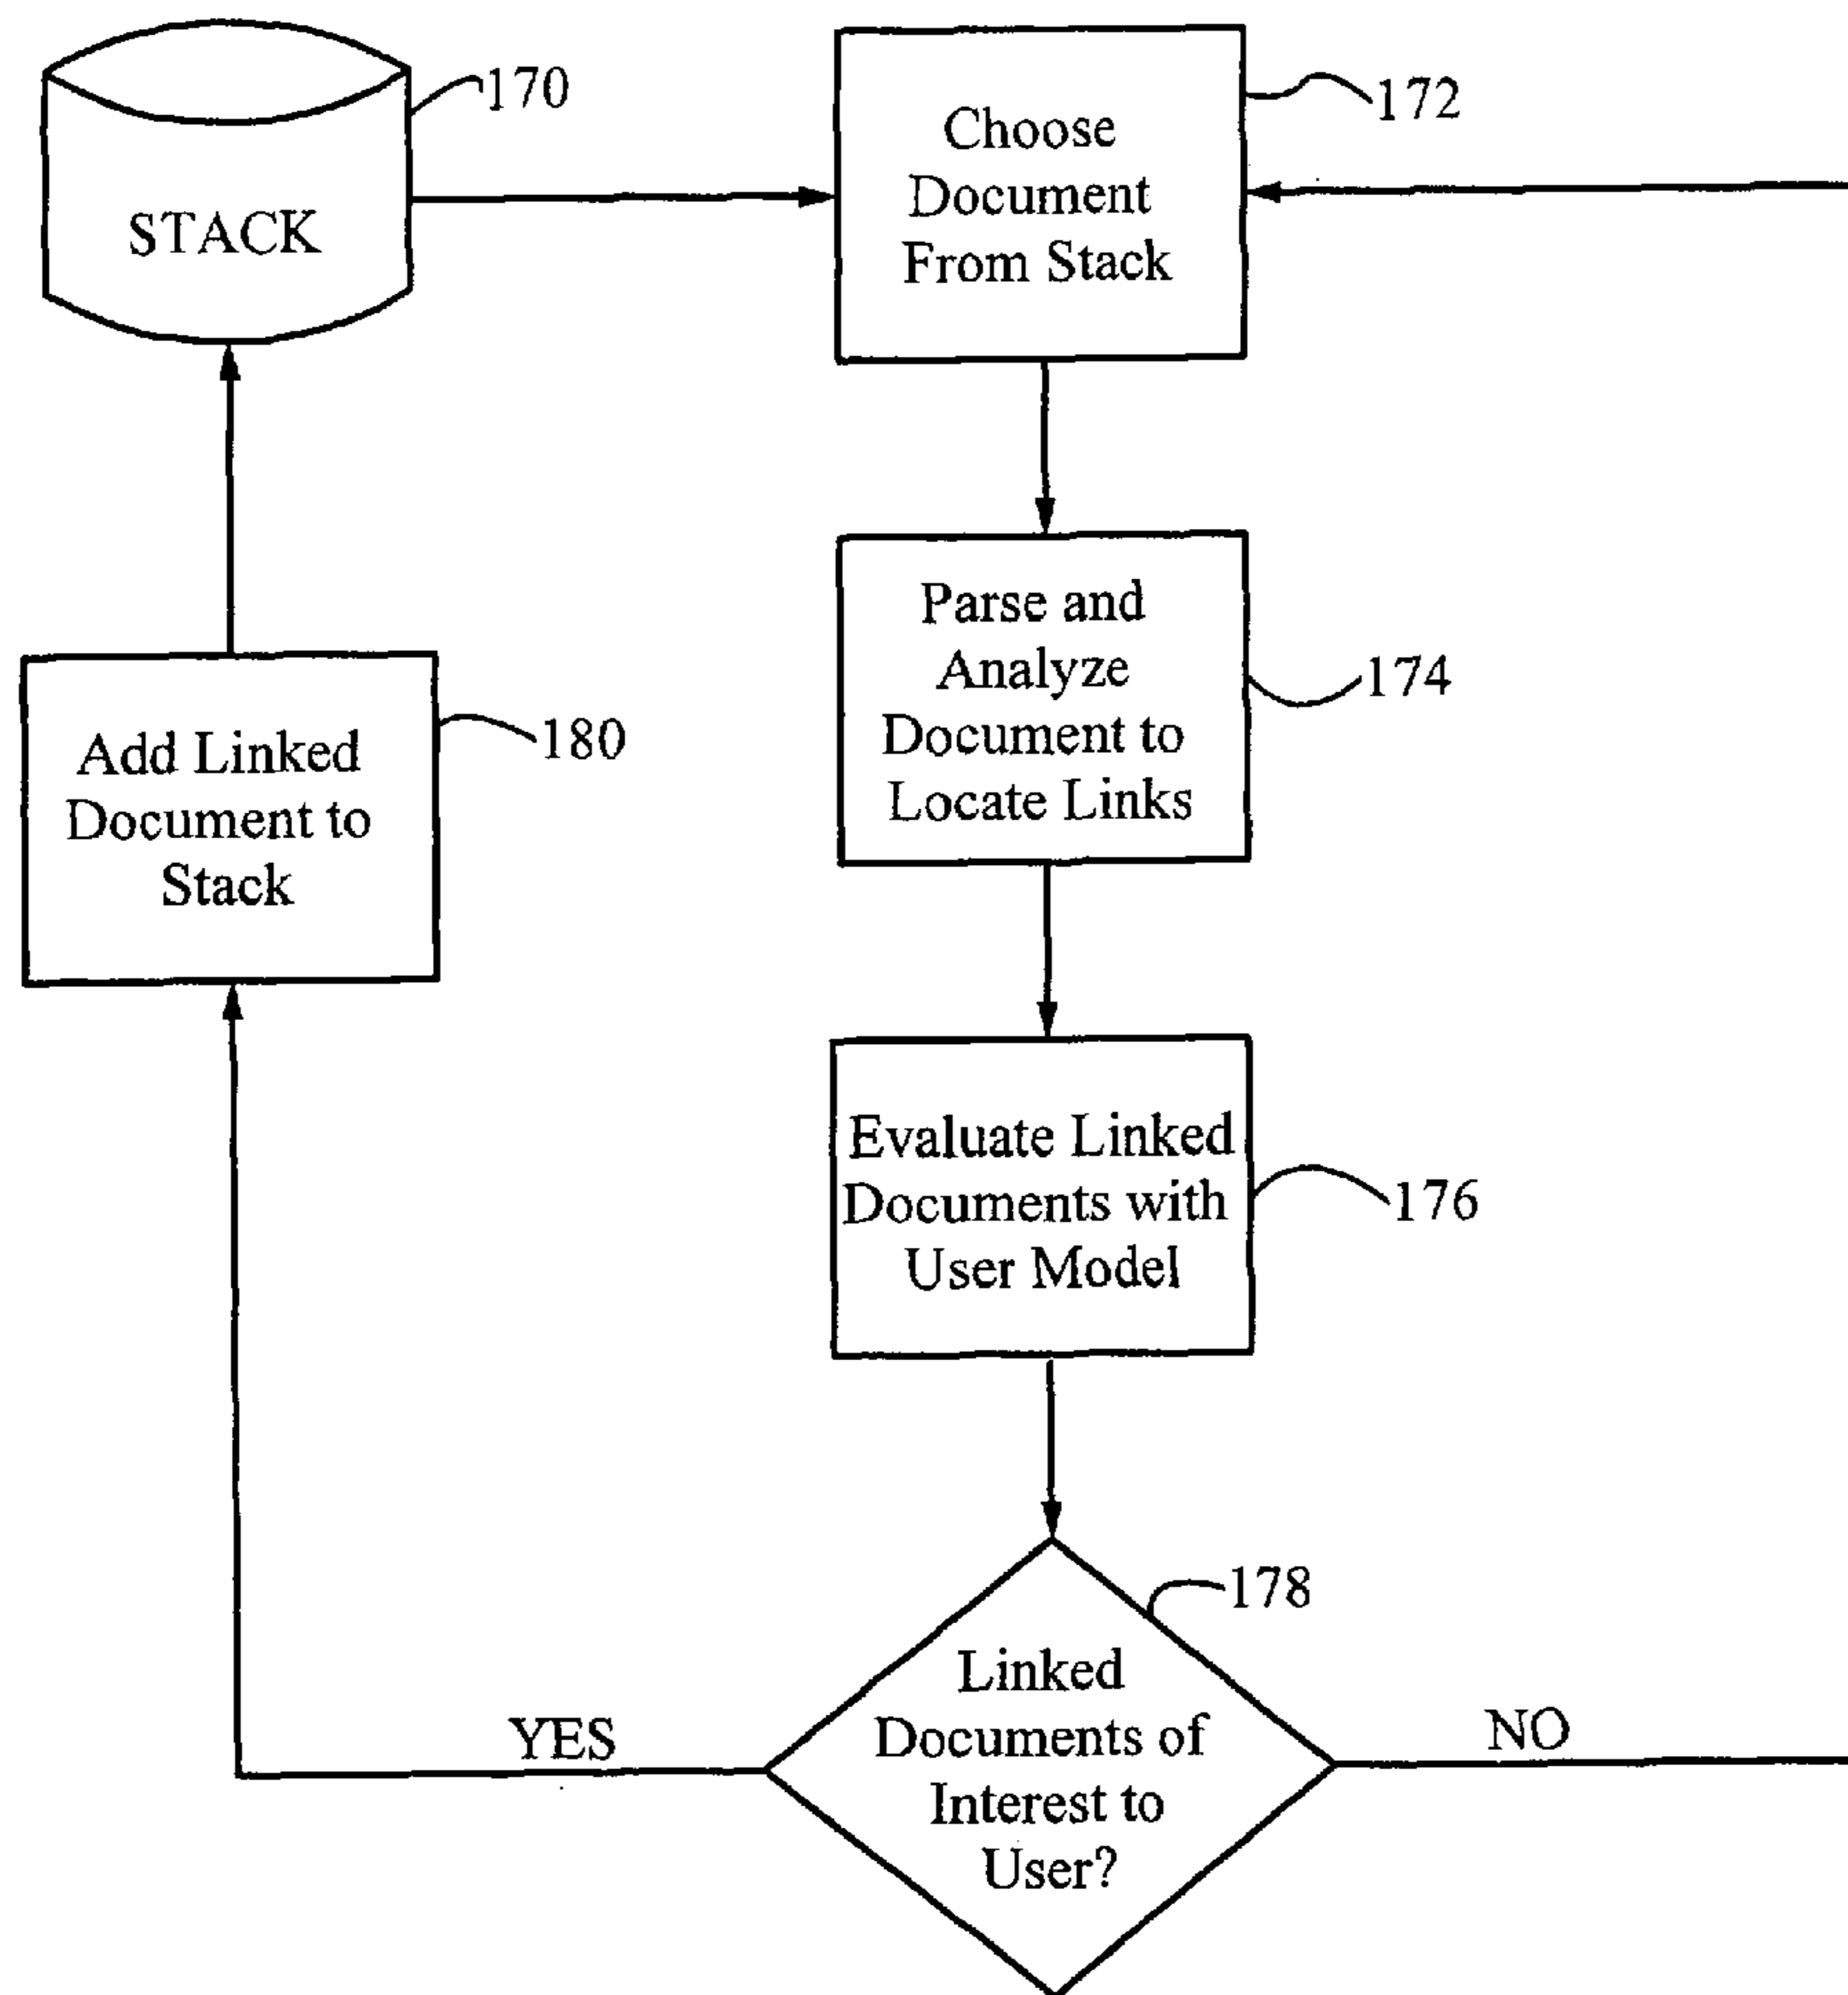 170
STACK
172
Choose
Document
From Stack
Parse and
Analyze
Document to
Locate Links
174
180
Add Linked
Document to
Stack
Evaluate Linked
Documents with
User Model
176
178
Linked
Documents of
Interest to
User?
YES
NO